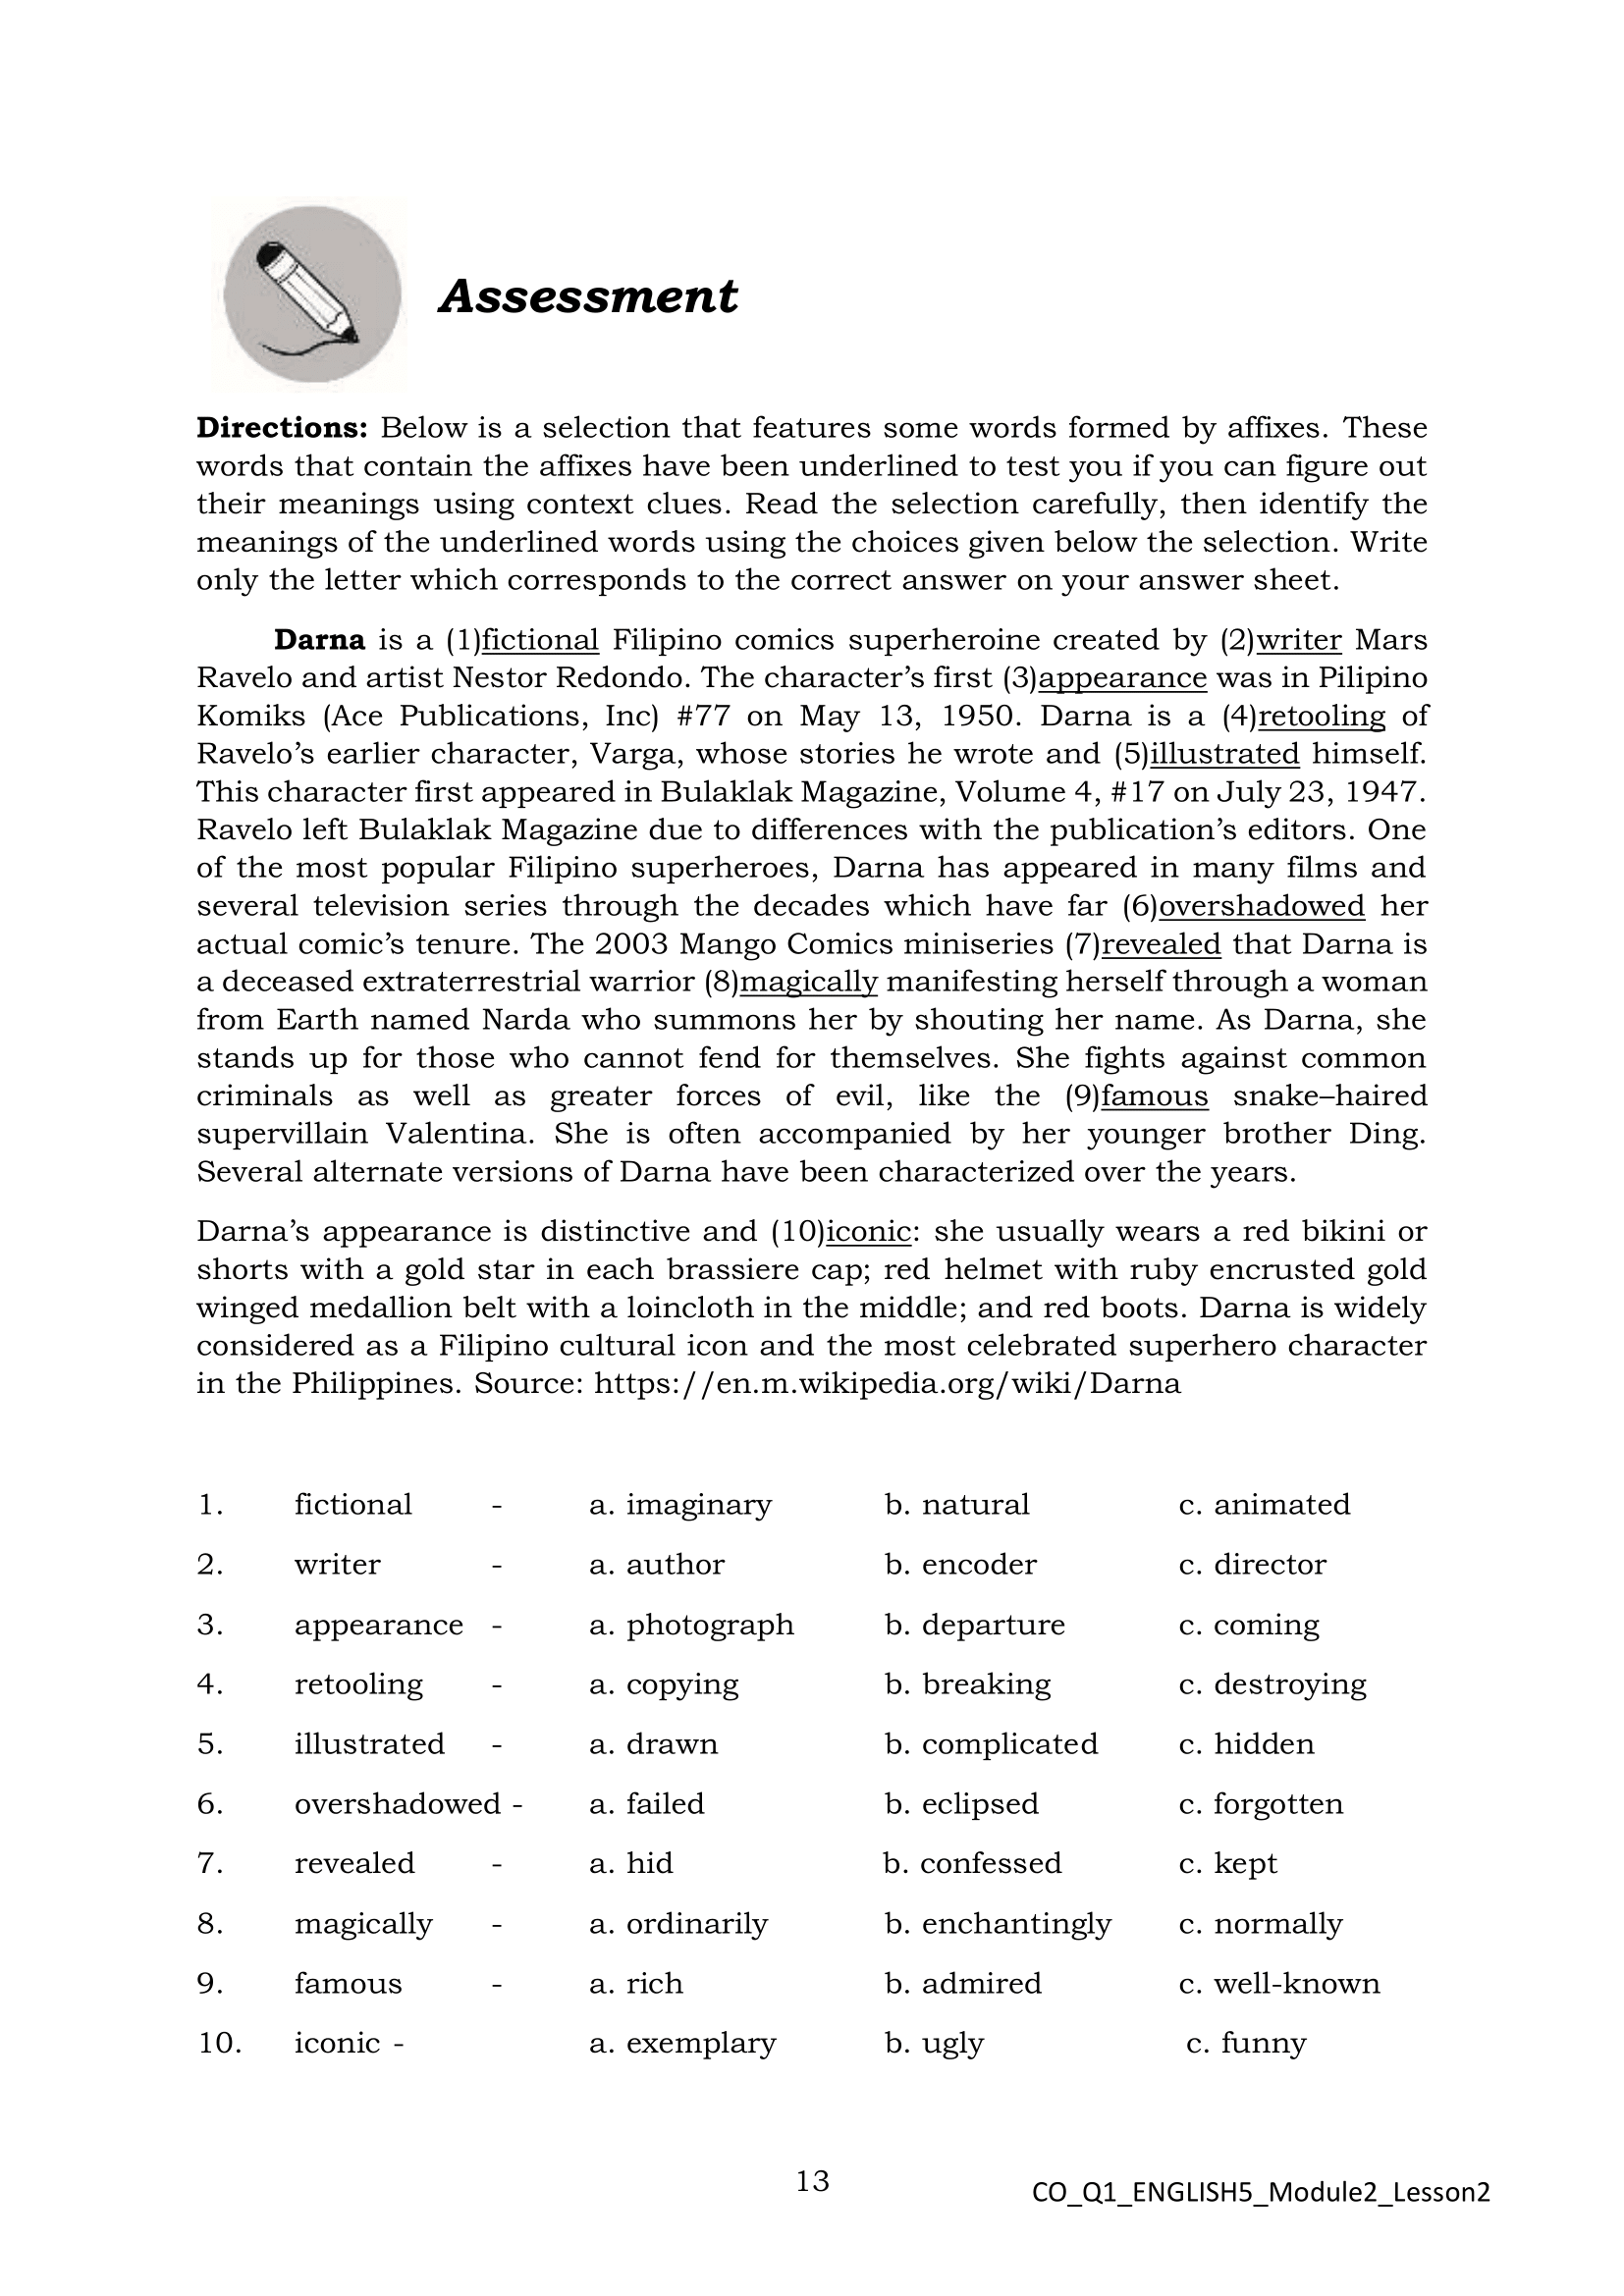 Assessment
Directions: Below is a selection that features some words formed by affixes. These
words that contain the affixes have been underlined to test you if you can figure out
their meanings using context clues. Read the selection carefully, then identify the
meanings of the underlined words using the choices given below the selection. Write
only the letter which corresponds to the correct answer on your answer sheet.
Darna is a (1)fictional Filipino comics superheroine created by (2)writer Mars
Ravelo and artist Nestor Redondo. The character’s first (3)appearance was in Pilipino
Komiks (Ace Publications, Inc) #77 on May 13, 1950. Darna is a (4)retooling of
Ravelo’s earlier character, Varga, whose stories he wrote and (5)illustrated himself.
This character first appeared in Bulaklak Magazine, Volume 4, #17 on July 23, 1947.
Ravelo left Bulaklak Magazine due to differences with the publication’s editors. One
of the most popular Filipino superheroes, Darna has appeared in many films and
several television series through the decades which have far (6)overshadowed her
actual comic’s tenure. The 2003 Mango Comics miniseries (7)revealed that Darna is
a deceased extraterrestrial warrior (8)magically manifesting herself through a woman
from Earth named Narda who summons her by shouting her name. As Darna, she
stands up for those who cannot fend for themselves. She fights against common
criminals as well as greater forces of evil, like the (9)famous snake–haired
supervillain Valentina. She is often accompanied by her younger brother Ding.
Several alternate versions of Darna have been characterized over the years.
Darna’s appearance is distinctive and (10)iconic: she usually wears a red bikini or
shorts with a gold star in each brassiere cap; red helmet with ruby encrusted gold
winged medallion belt with a loincloth in the middle; and red boots. Darna is widely
considered as a Filipino cultural icon and the most celebrated superhero character
in the Philippines. Source: https://en.m.wikipedia.org/wiki/Darna
1. fictional - a. imaginary b. natural c. animated
2. writer - a. author b. encoder c. director
3. appearance - a. photograph b. departure c. coming
4. retooling - a. copying b. breaking c. destroying
5. illustrated - a. drawn b. complicated c. hidden
6. overshadowed - a. failed b. eclipsed c. forgotten
7. revealed - a. hid b. confessed c. kept
8. magically - a. ordinarily b. enchantingly c. normally
9. famous - a. rich b. admired c. well-known
10. iconic - a. exemplary b. ugly c. funny
13
CO_Q1_ENGLISH5_Module2_Lesson2